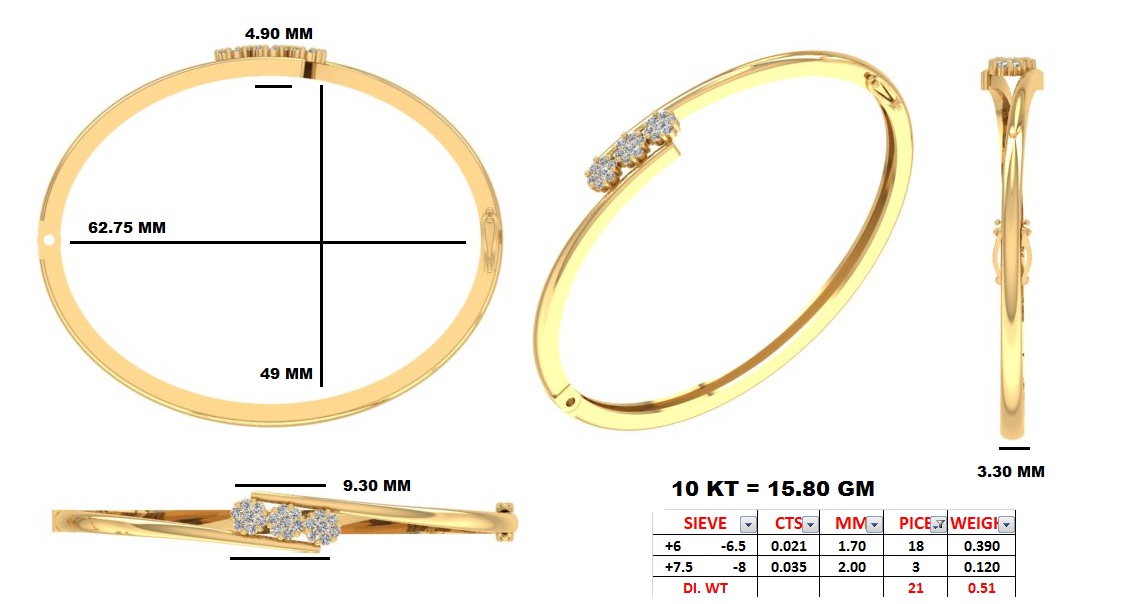 4.90 MM
62.75 MM
49 MM
9.30 MM
3.30 MM
10 KT = 15.80 GM
SIEVE CTS MM PICE WEIGH
+6 -6.5 0.021 1.70 18 0.390
+7.5 -8 0.035 2.00 3 0.120
DI. WT 21 0.51